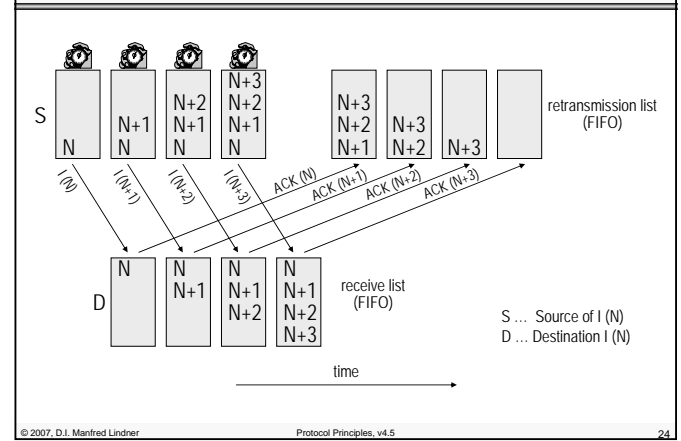 S
N
N+1
N
N+2
N+1
N
N+3
N+2
N+1
N
N+3
N+2
N+1
N+3
N+2
N+3
retransmission list
(FIFO)
I (N)
I (N+1)
I (N+2)
I (N+3)
ACK (N)
ACK (N+1)
ACK (N+2)
ACK (N+3)
D
N
N
N+1
N
N+1
N+2
N
N+1
N+2
N+3
receive list
(FIFO)
S ... Source of I (N)
D ... Destination I (N)
time
© 2007, D.I. Manfred Lindner
Protocol Principles, v4.5
24